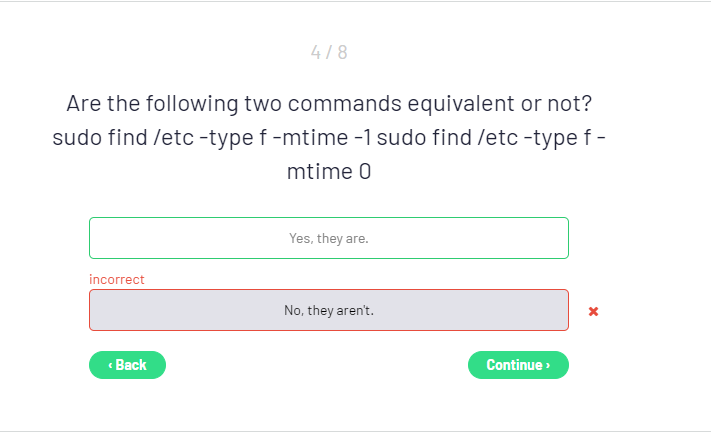 4 / 8
Are the following two commands equivalent or not?
sudo find /etc -type f -mtime -1 sudo find /etc -type f -
mtime 0
Yes, they are.
incorrect
No, they aren't.
‹ Back
Continue ›